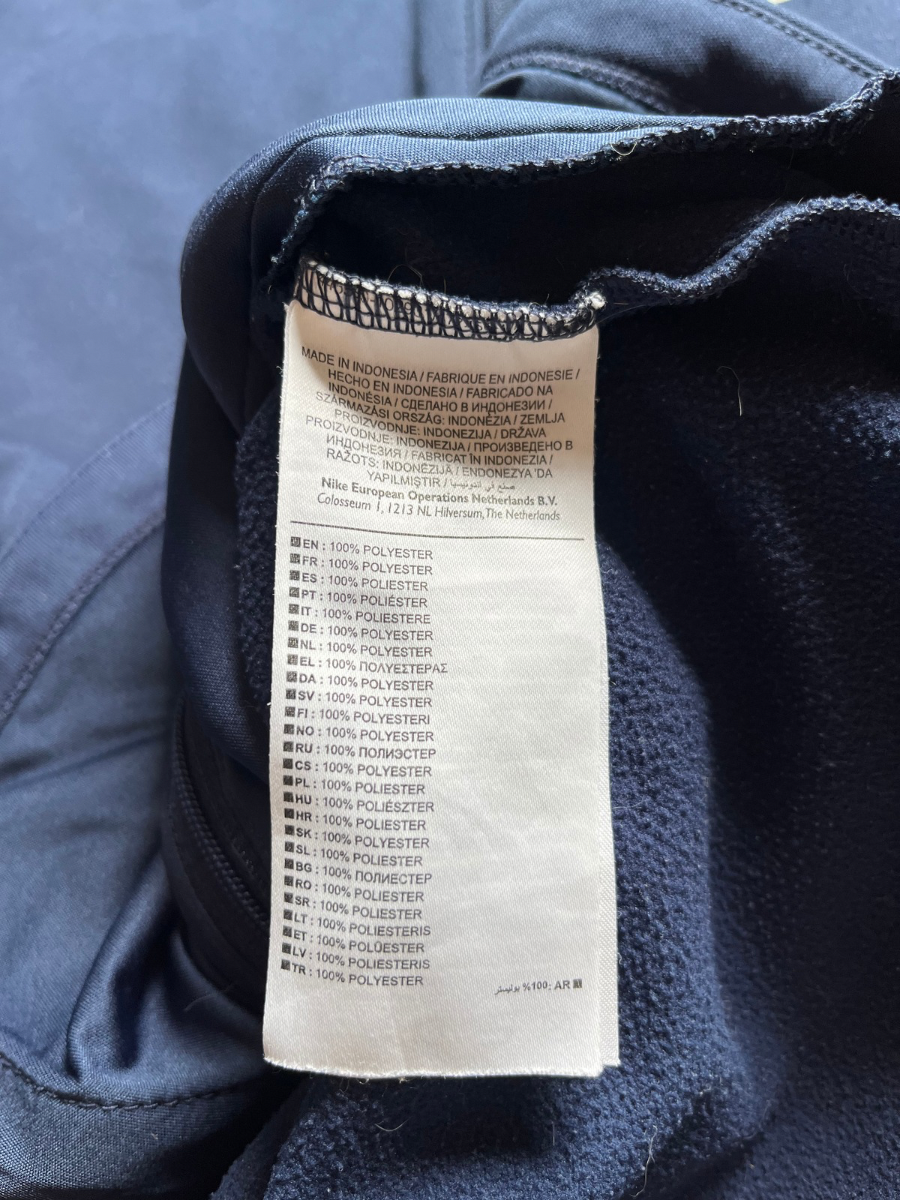 MADE IN INDONESIA / FABRIQUE EN INDONESIE /
HECHO EN INDONESIA / FABRICADO NA
INDONÉSIA / СДЕЛАНО В ИНДОНЕЗИИ /
SZÁRMAZÁSI ORSZÁG: INDONÉZIA / ZEMLJA
PROIZVODNJE: INDONEZIJA / DRŽAVA
PROIZVODNJE: INDONEZIJA / ПРОИЗВЕДЕНО В
ИНДОНЕЗИЯ / FABRICAT ÎN INDONEZIA /
RAŽOTS: INDONĒZIJĀ / ENDONEZYA 'DA
YAPILMIŞTIR / صنع في اندونيسيا
Nike European Operations Netherlands B.V.
Colosseum 1, 1213 NL Hilversum, The Netherlands
EN : 100% POLYESTER
FR : 100% POLYESTER
ES : 100% POLYESTER
PT : 100% POLIÉSTER
IT : 100% POLIESTERE
DE : 100% POLYESTER
NL : 100% POLYESTER
EL : 100% ΠΟΛΥΕΣΤΕΡΑΣ
DA : 100% POLYESTER
SV : 100% POLYESTER
FI : 100% POLYESTERI
NO : 100% POLYESTER
RU : 100% ПОЛИЭСТЕР
CS : 100% POLYESTER
PL : 100% POLIESTER
HU : 100% POLIÉSZTER
HR : 100% POLIESTER
SK : 100% POLYESTER
SL : 100% POLIESTER
BG : 100% ПОЛИЕСТЕР
RO : 100% POLIESTER
SR : 100% POLIESTER
LT : 100% POLIESTERIS
ET : 100% POLÜESTER
LV : 100% POLIESTERIS
TR : 100% POLYESTER
AR :100% بوليستر